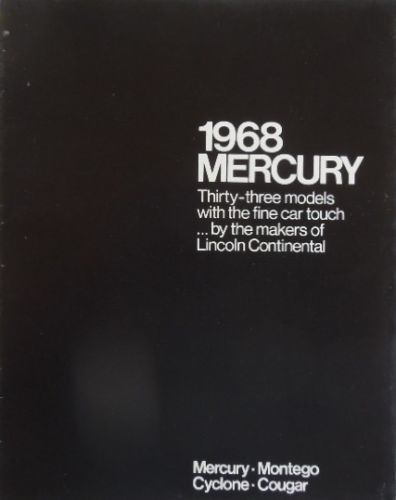 1968
MERCURY
Thirty-three models
with the fine car touch
...by the makers of
Lincoln Continental
Mercury · Montego
Cyclone · Cougar